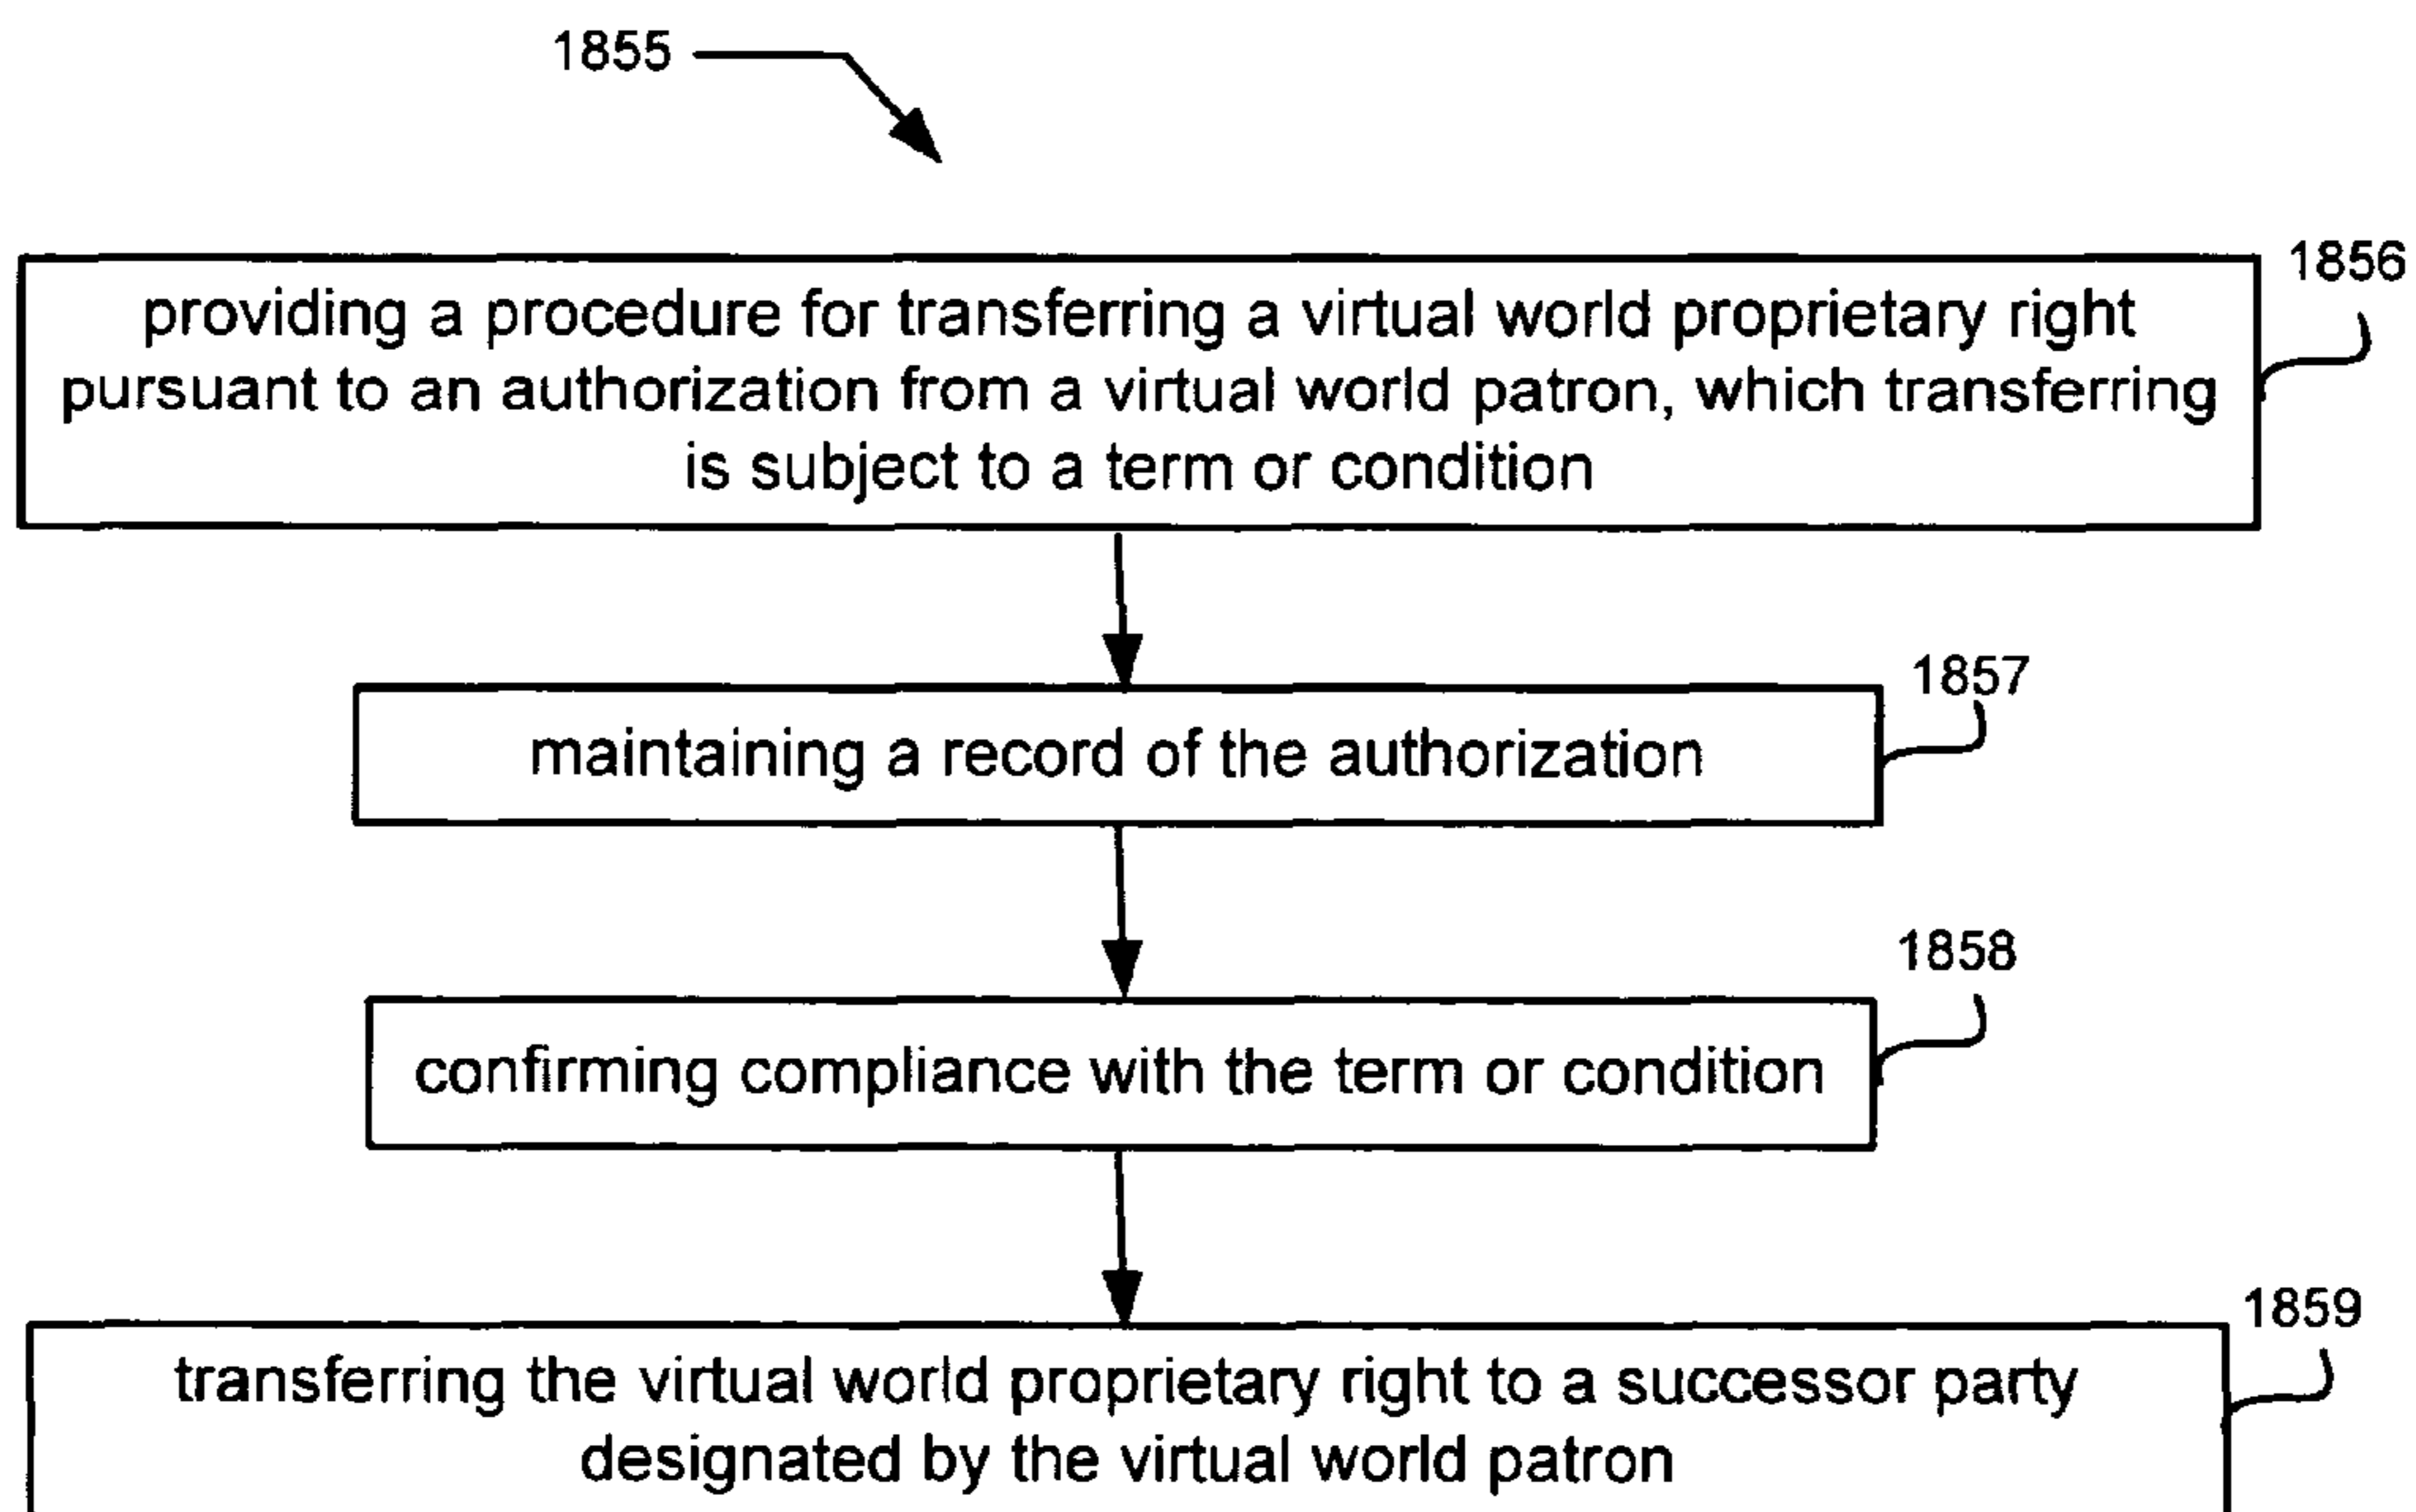 1855
1856
providing a procedure for transferring a virtual world proprietary right
pursuant to an authorization from a virtual world patron, which transferring
is subject to a term or condition
1857
maintaining a record of the authorization
1858
confirming compliance with the term or condition
1859
transferring the virtual world proprietary right to a successor party
designated by the virtual world patron